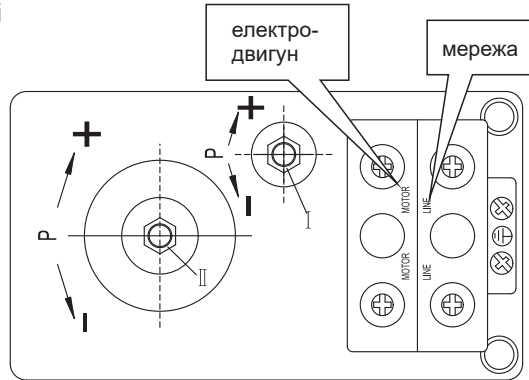 електро-
двигун
мережа
+
+
P
P
−
−
I
II
MOTOR
LINE
MOTOR
LINE